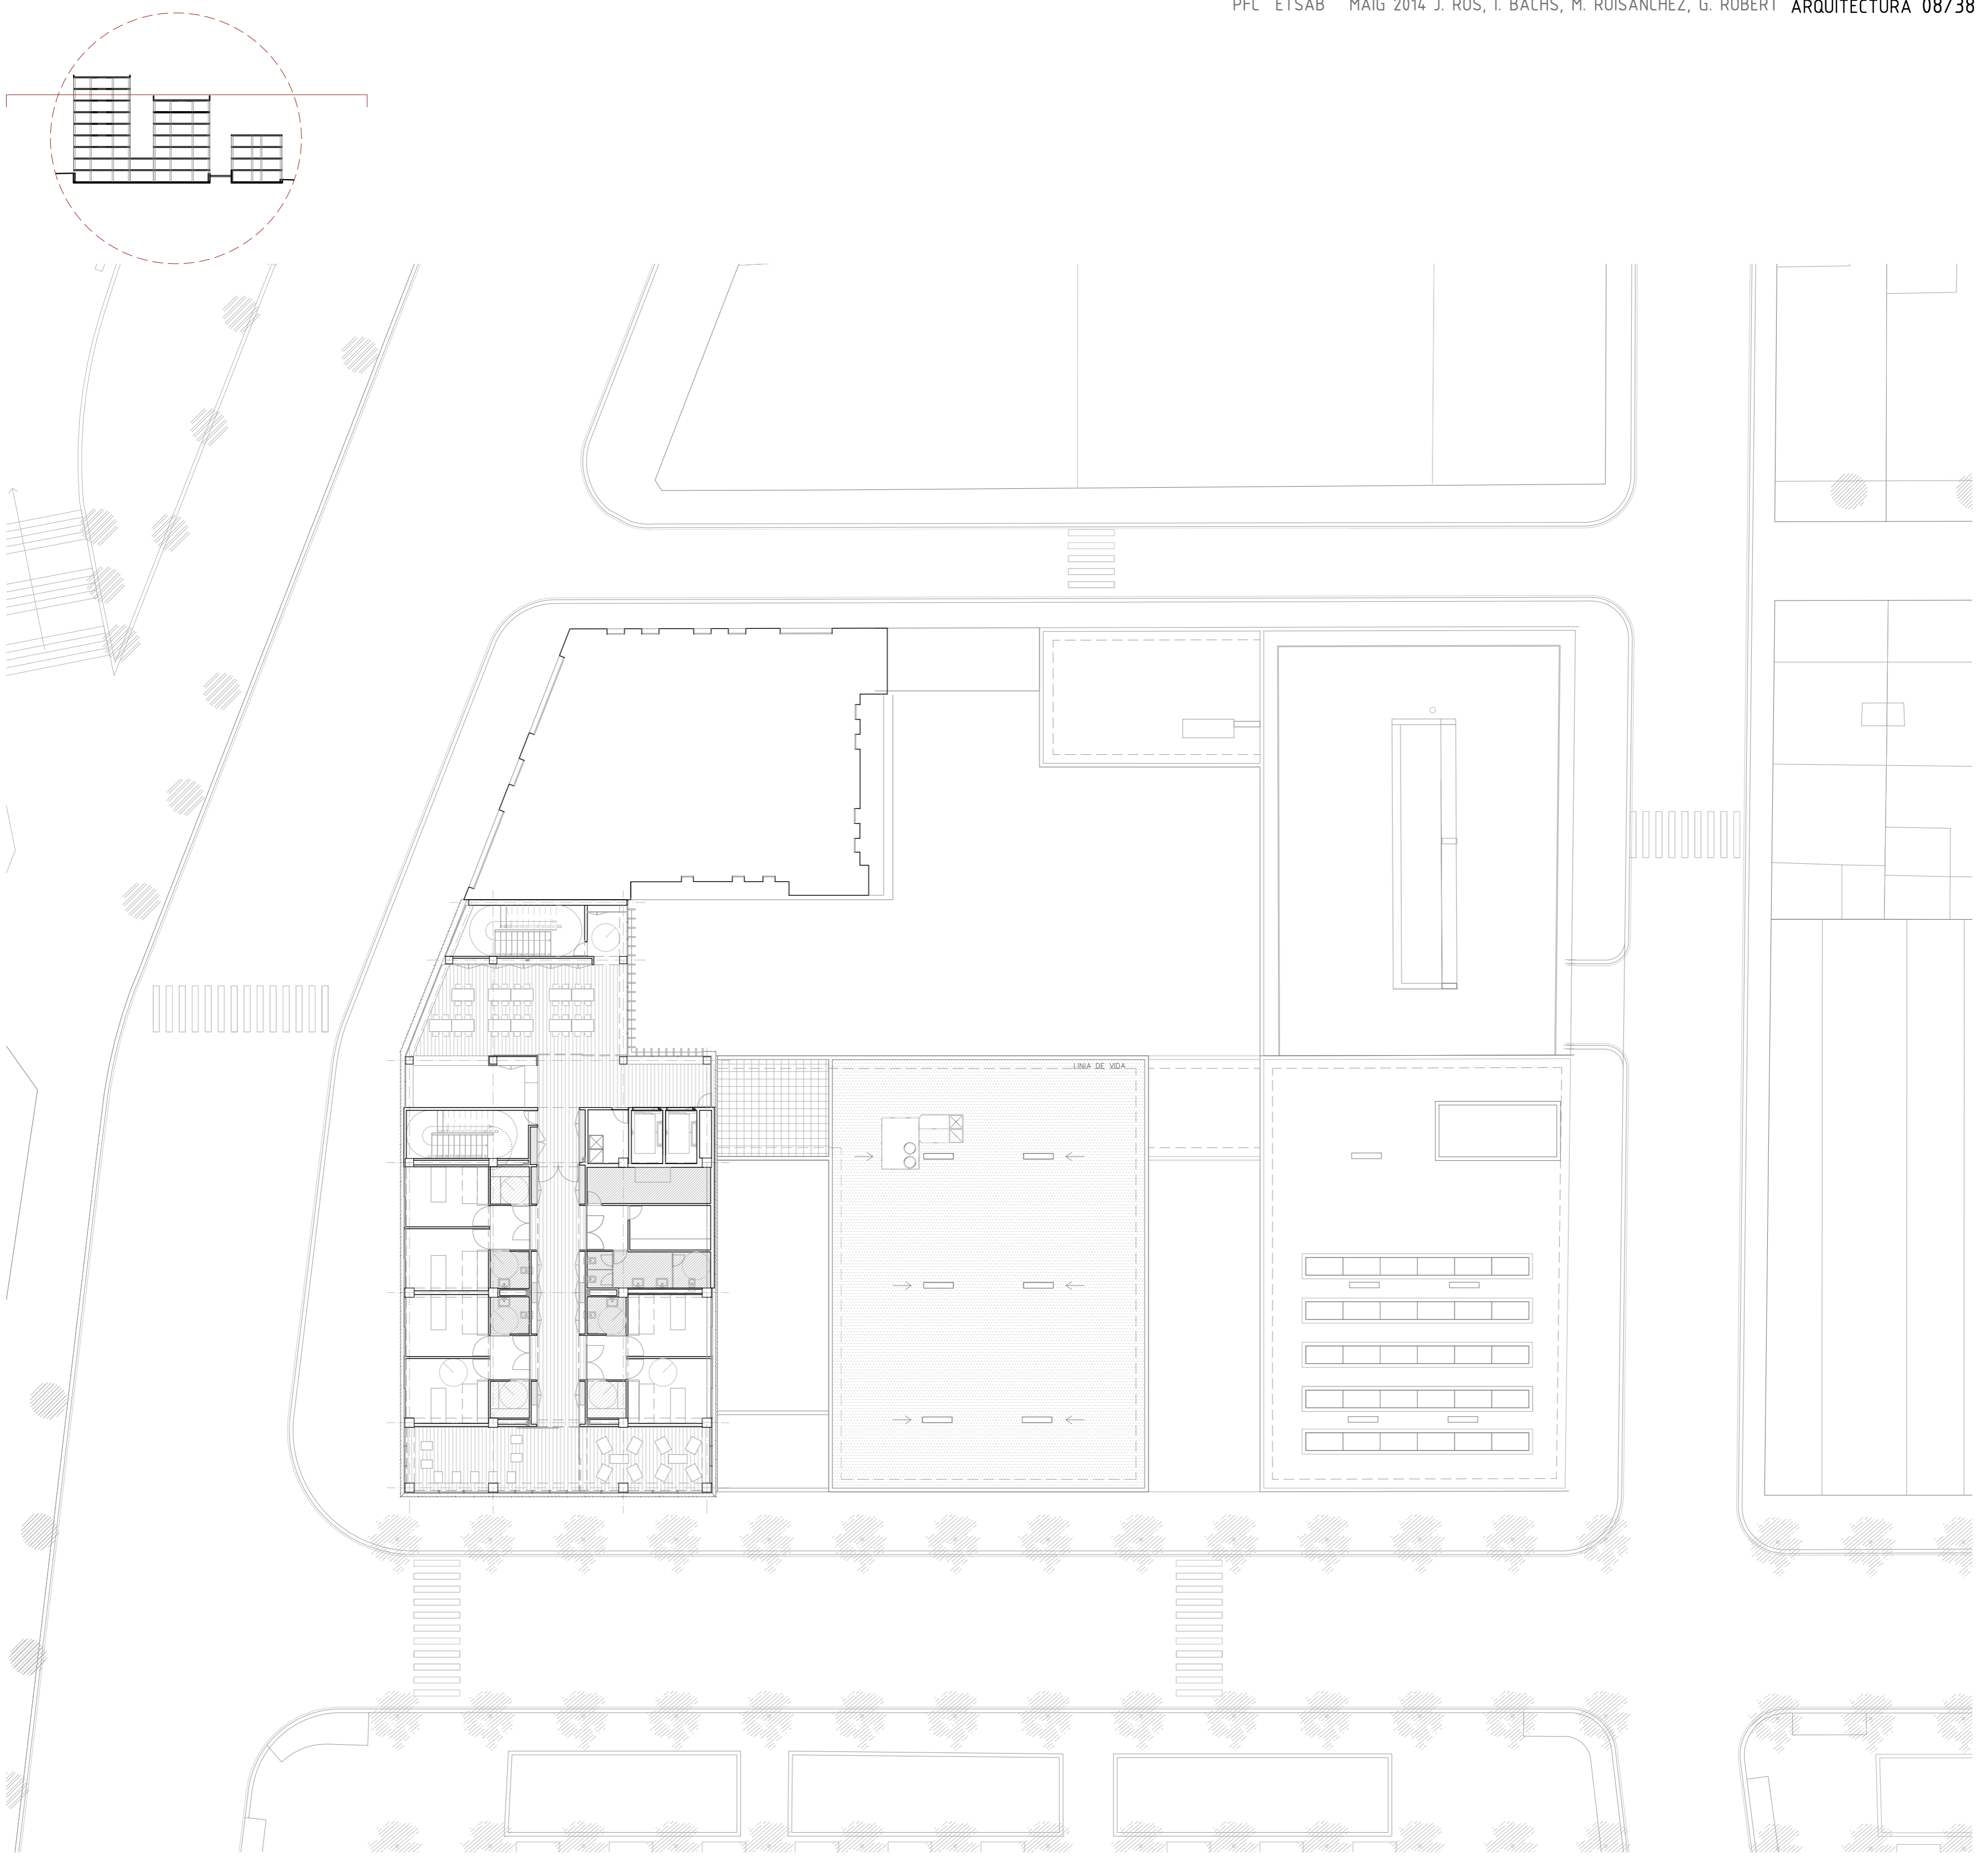 PFC ETSAB MAIG 2014 J. ROS, I. BACHS, M. RUISANCHEZ, G. ROBERT ARQUITECTURA 08/38
LINIA DE VIDA